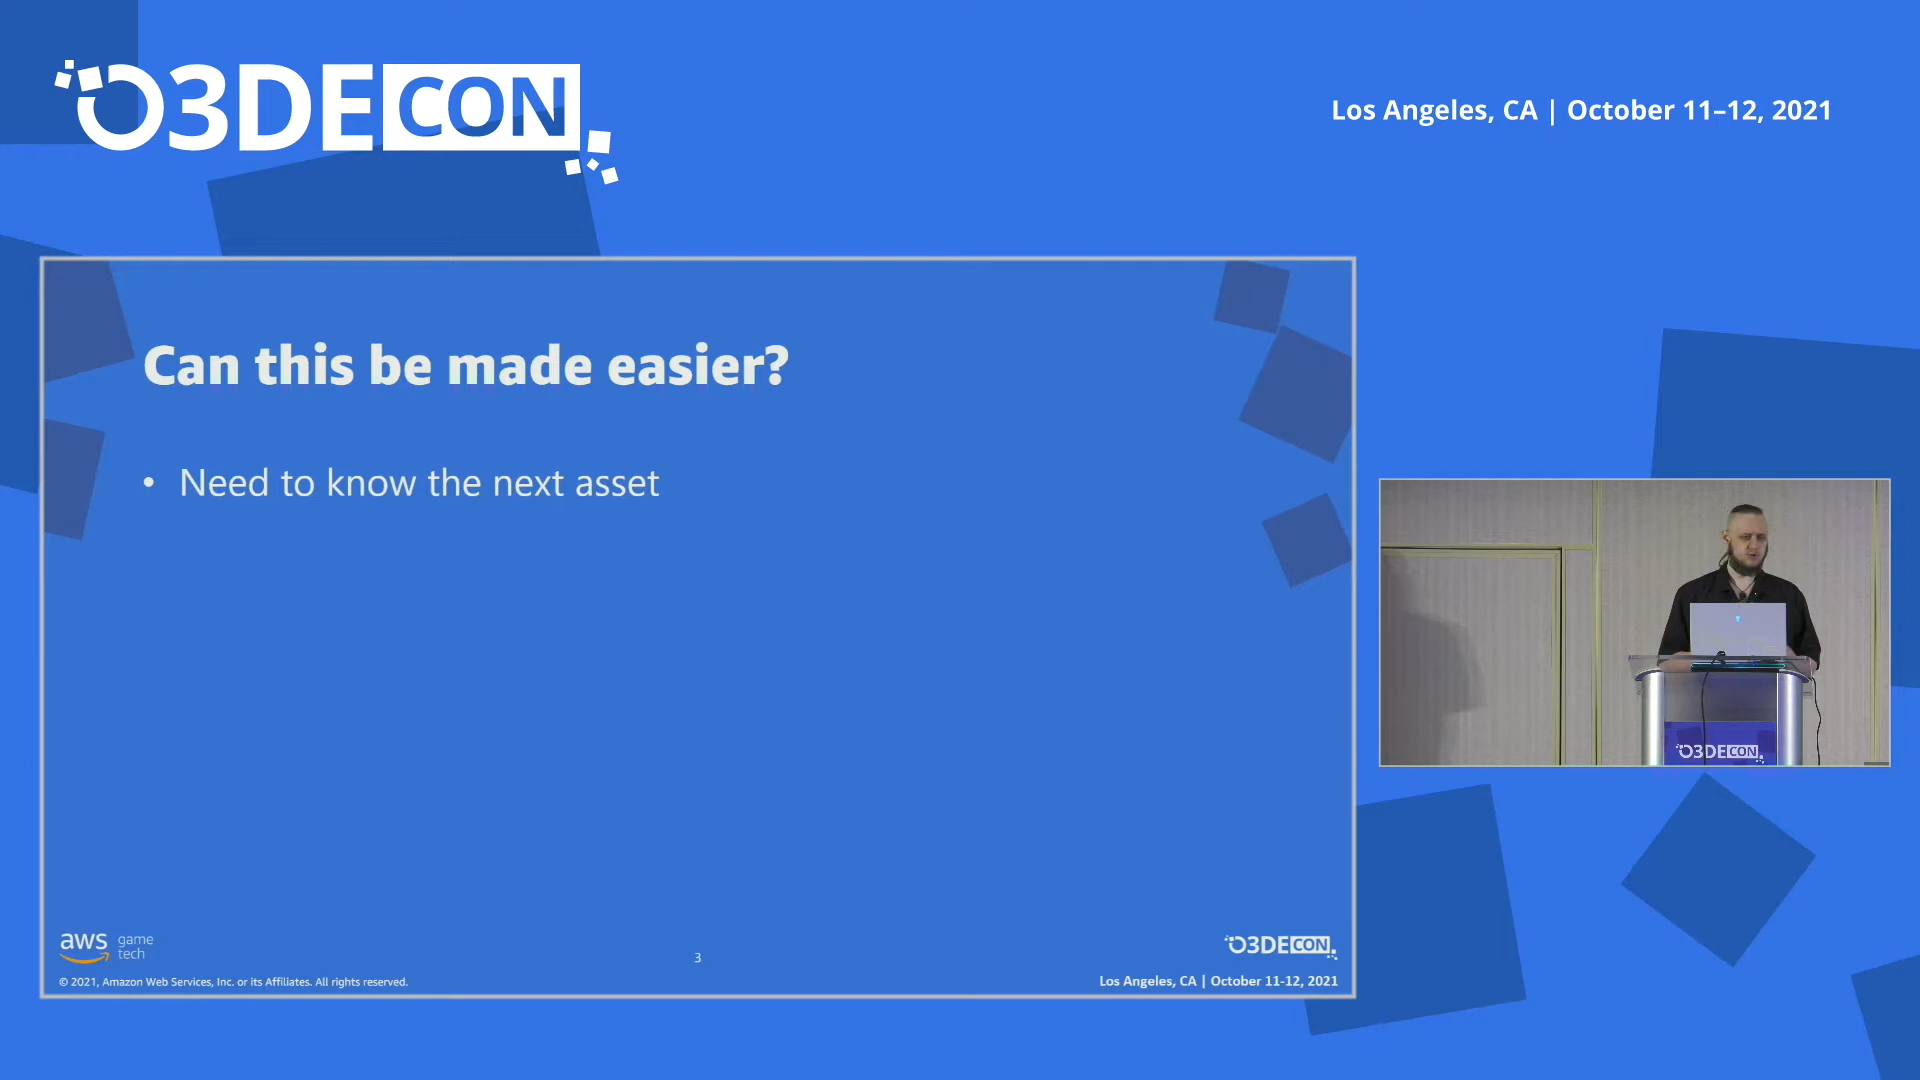 O3DECON
Los Angeles, CA | October 11–12, 2021
Can this be made easier?
• Need to know the next asset
aws game tech
3
O3DECON
© 2021, Amazon Web Services, Inc. or its Affiliates. All rights reserved.
Los Angeles, CA | October 11-12, 2021
O3DECON